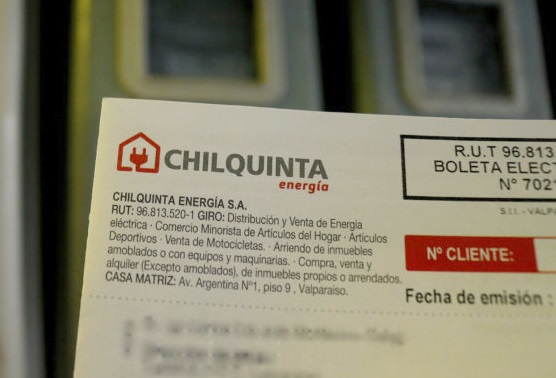 CHILQUINTA
energía
CHILQUINTA ENERGÍA S.A.
RUT: 96.813.520-1 GIRO: Distribución y Venta de Energía
eléctrica · Comercio Minorista de Artículos del Hogar · Artículos
Deportivos · Venta de Motocicletas. · Arriendo de inmuebles
amoblados o con equipos y maquinarias. · Compra, venta y
alquiler (Excepto amoblados), de inmuebles propios o arrendados.
CASA MATRIZ: Av. Argentina N°1, piso 9 , Valparaíso.
R.U.T 96.813.
BOLETA ELECT
N° 7021
S.I.I. - VALP
N° CLIENTE:
Fecha de emisión :